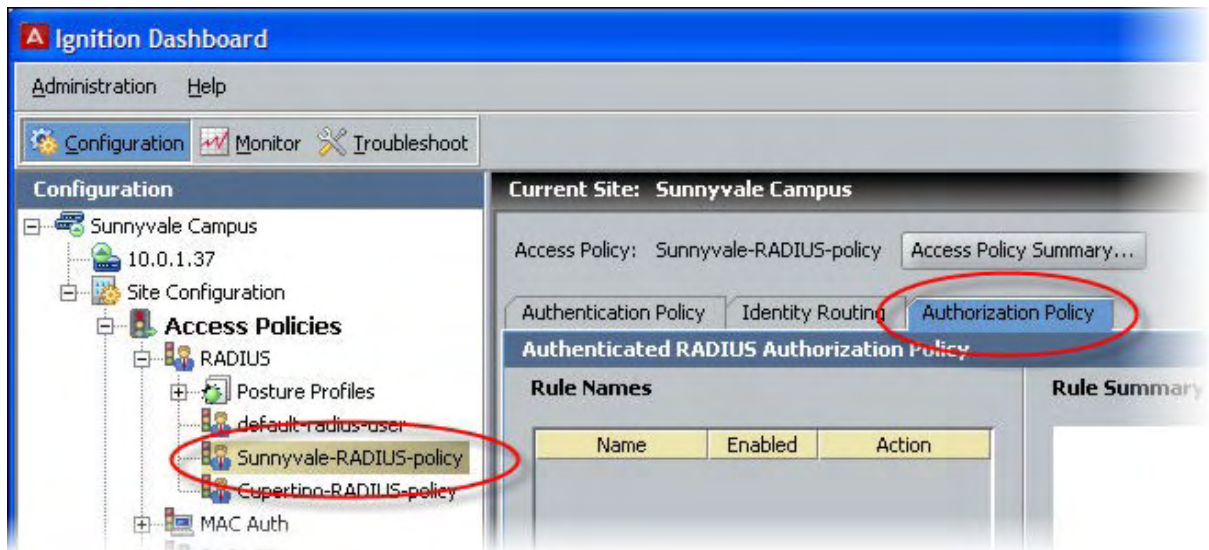 Ignition Dashboard
Administration Help
Configuration Monitor Troubleshoot
Configuration
Sunnyvale Campus
10.0.1.37
Site Configuration
Access Policies
RADIUS
Posture Profiles
default-radius-user
Sunnyvale-RADIUS-policy
Cupertino-RADIUS-policy
MAC Auth
Current Site: Sunnyvale Campus
Access Policy: Sunnyvale-RADIUS-policy Access Policy Summary...
Authentication Policy Identity Routing Authorization Policy
Authenticated RADIUS Authorization Policy
Rule Names Rule Summary
Name Enabled Action